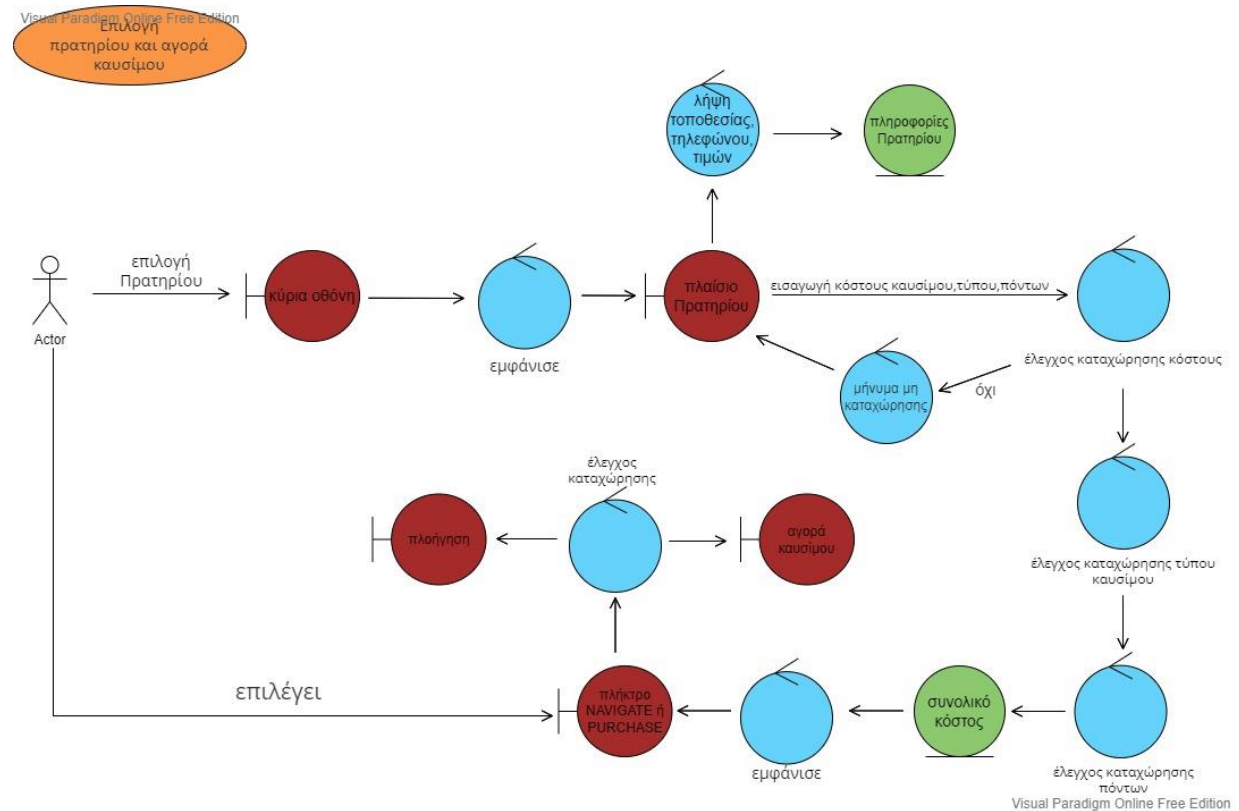 Visual Paradigm Online Free Edition
Επιλογή
πρατηρίου και αγορά
καυσίμου
λήψη
τοποθεσίας,
τηλεφώνου,
τιμών
πληροφορίες
Πρατηρίου
επιλογή
Πρατηρίου
Actor
κύρια οθόνη
εμφάνισε
πλαίσιο
Πρατηρίου
εισαγωγή κόστους καυσίμου,τύπου,πόντων
έλεγχος καταχώρησης κόστους
μήνυμα μη
καταχώρησης
όχι
έλεγχος
καταχώρησης
πλοήγηση
αγορά
καυσίμου
έλεγχος καταχώρησης τύπου
καυσίμου
επιλέγει
πλήκτρο
NAVIGATE ή
PURCHASE
εμφάνισε
συνολικό
κόστος
έλεγχος καταχώρησης
πόντων
Visual Paradigm Online Free Edition